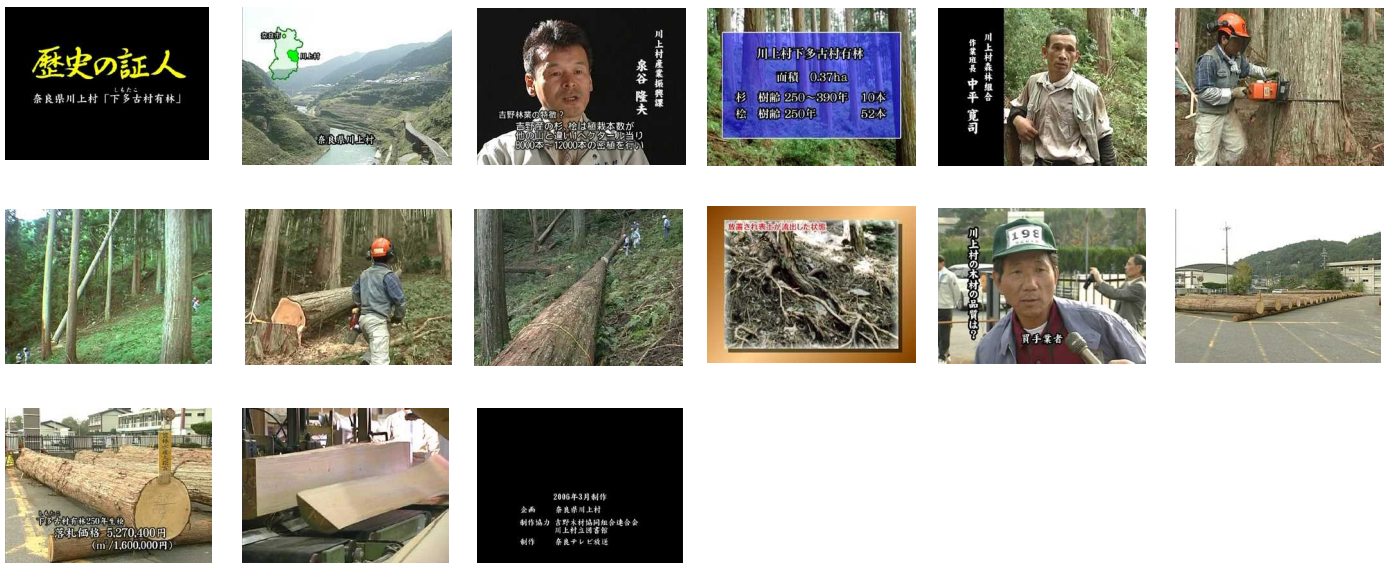 歴史の証人
しもたこ
奈良県川上村「下多古村有林」
奈良市
川上村
奈良県川上村
川上村産業振興課
泉谷 隆夫
吉野林業の特徴？
吉野産の杉、桧は植栽本数が
他の山と違い1ヘクタール当り
9000本~12000本の密植を行い
川上村下多古村有林
面積 0.37ha
杉 樹齢 250~390年 10本
桧 樹齢 250年 52本
川上村森林組合
作業班長 中平 寛司
放置され表土が流出した状態
川上村の木材の品質は？
198
買手業者
しもたこ
下多古村有林250年生桧
落札価格 5,270,400円
(㎥/1,600,000円)
2006年3月制作
企画 奈良県川上村
制作協力 吉野木材協同組合連合会
川上村立図書館
制作 奈良テレビ放送